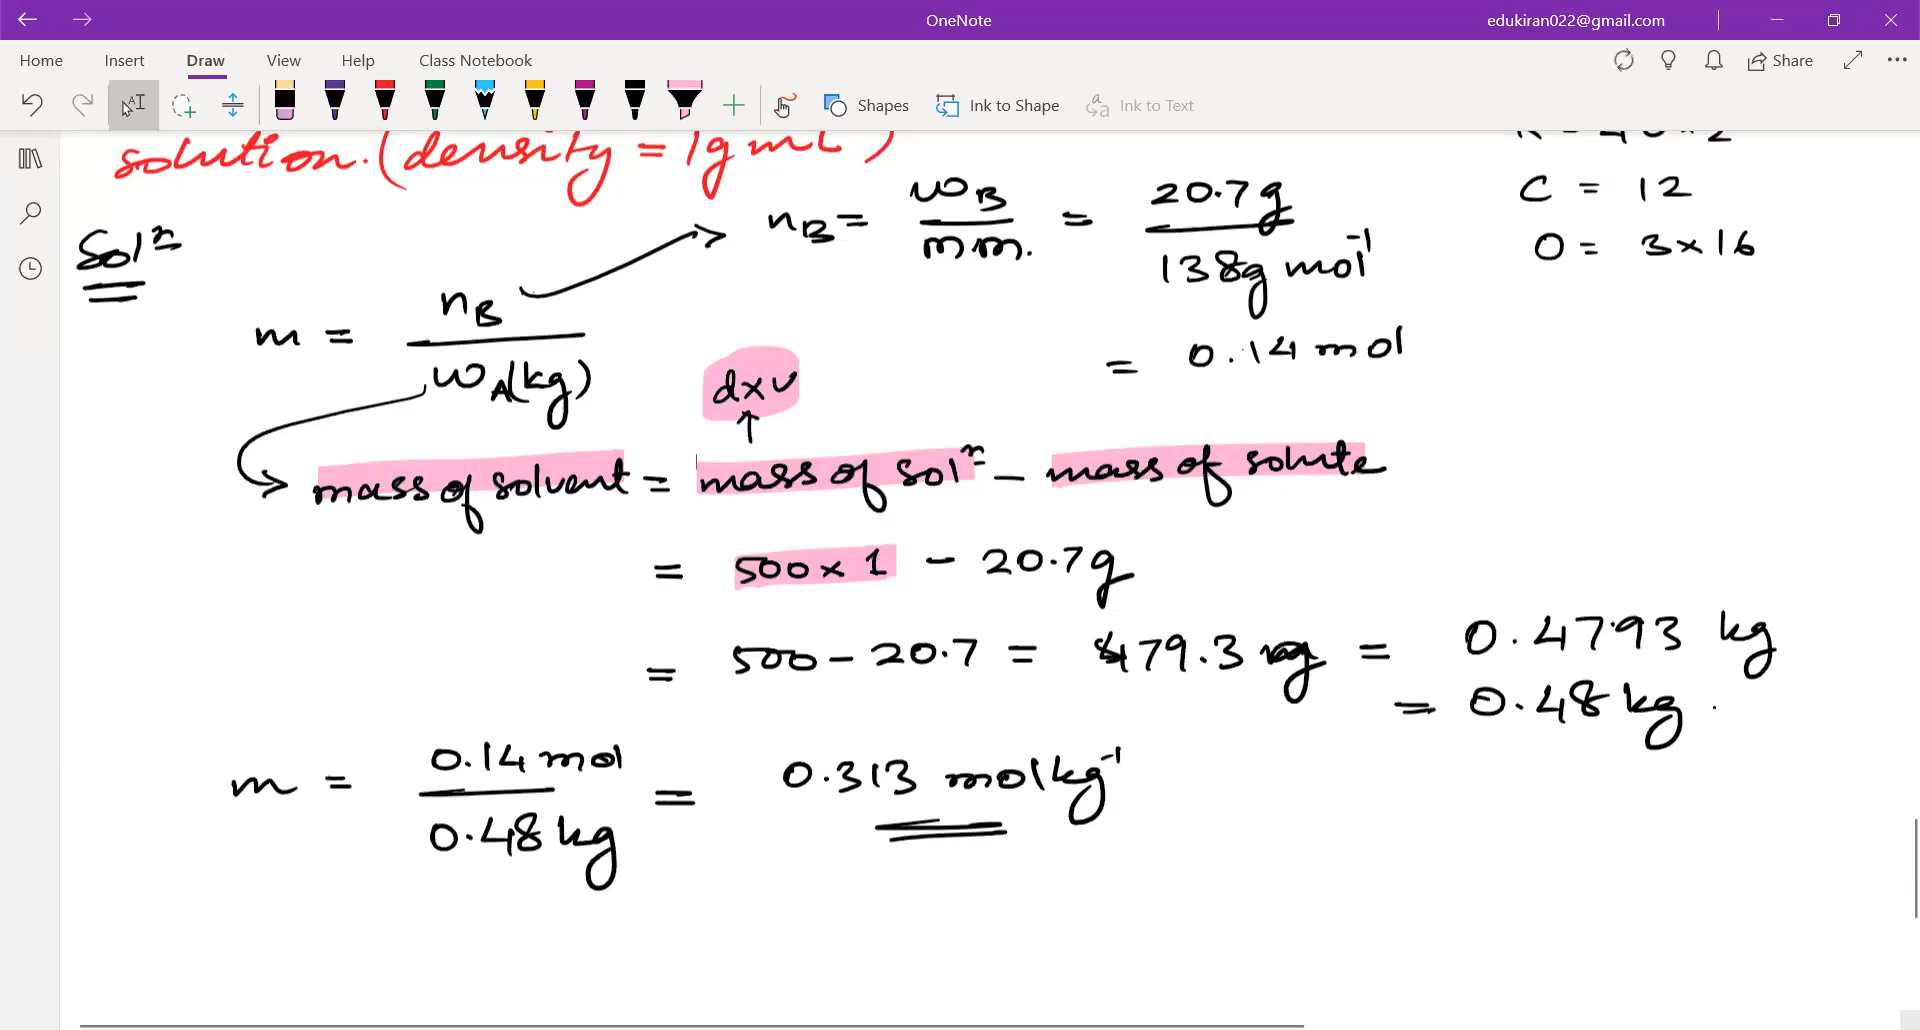 OneNote
edukiran022@gmail.com
Home Insert Draw View Help Class Notebook Share
Shapes Ink to Shape Ink to Text
solution. (density = 1g mL )
C = 12
O = 3×16
Solⁿ
n_B = w_B / mm. = 20.7g / 138g mol⁻¹
= 0.14 mol
m = n_B / w_A(kg)
d×v
↑
mass of solvent = mass of solⁿ - mass of solute
= 500 × 1 - 20.7g
= 500 - 20.7 = 479.3 g = 0.4793 kg
= 0.48 kg.
m = 0.14 mol / 0.48 kg = 0.313 mol kg⁻¹